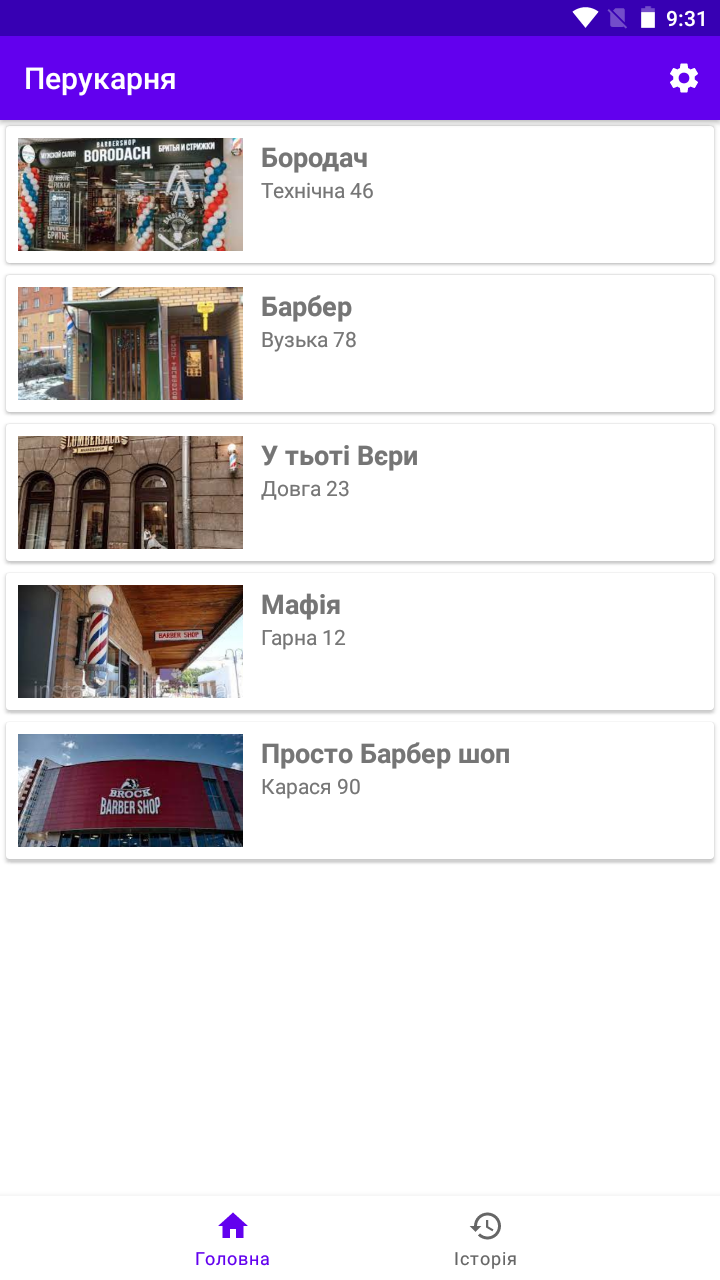 9:31
Перукарня
МУЖСКОЙ САЛОН
BARBERSHOP
BORODACH
БРИТЬЯ И СТРИЖКИ
Бородач
Технічна 46
Барбер
Вузька 78
LUMBERJACK
У тьоті Вєри
Довга 23
BARBER SHOP
Мафія
Гарна 12
BROCK
BARBER SHOP
Просто Барбер шоп
Карася 90
Головна
Історія